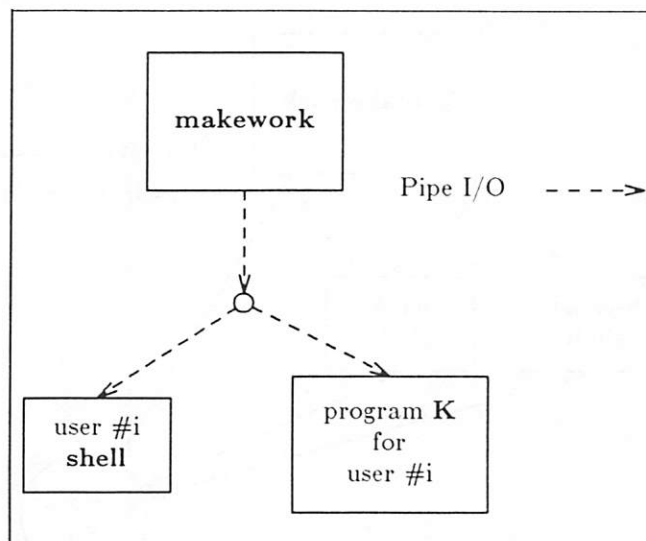 makework
Pipe I/O
user #i
shell
program K
for
user #i